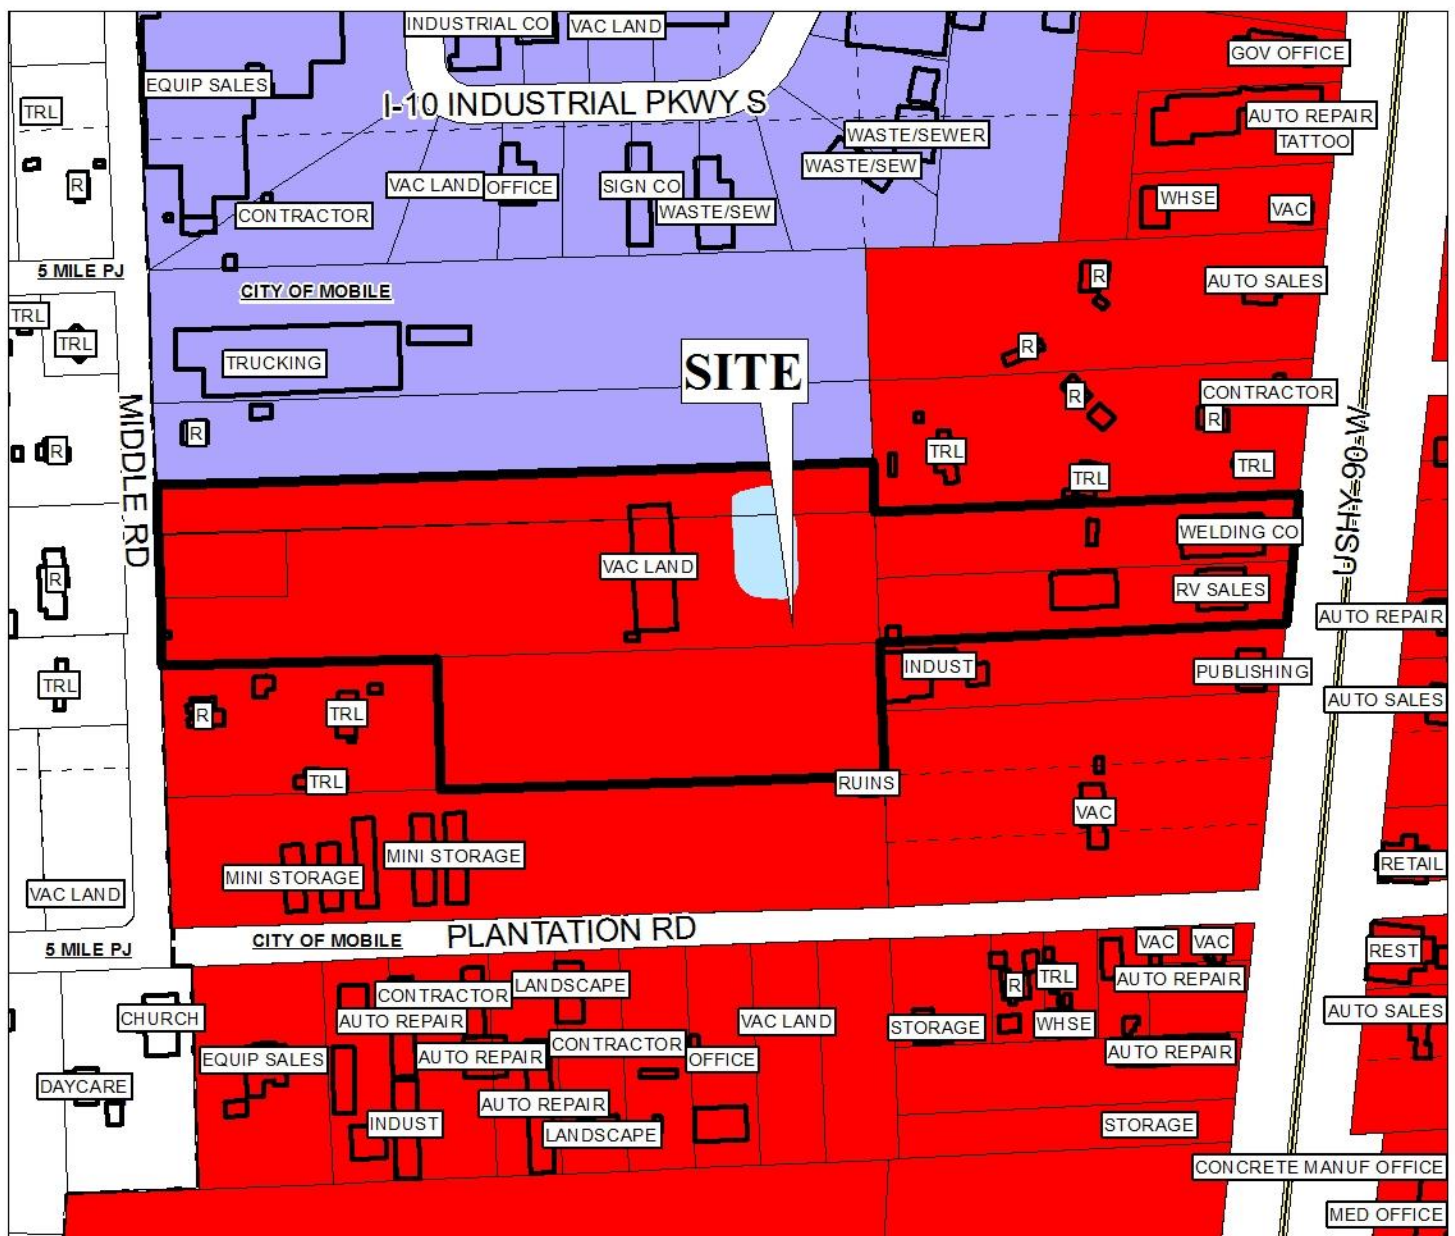 INDUSTRIAL CO
VAC LAND
GOV OFFICE
EQUIP SALES
TRL
I-10 INDUSTRIAL PKWY S
AUTO REPAIR
TATTOO
WASTE/SEWER
WASTE/SEW
R
VAC LAND
OFFICE
SIGN CO
WASTE/SEW
CONTRACTOR
WHSE
VAC
5 MILE PJ
CITY OF MOBILE
R
AUTO SALES
TRL
TRL
TRUCKING
SITE
R
R
CONTRACTOR
R
R
MIDDLE RD
R
TRL
TRL
TRL
USHY-90-W
WELDING CO
VAC LAND
R
RV SALES
AUTO REPAIR
INDUST
PUBLISHING
TRL
AUTO SALES
R
TRL
TRL
RUINS
VAC
MINI STORAGE
MINI STORAGE
RETAIL
VAC LAND
PLANTATION RD
CITY OF MOBILE
5 MILE PJ
VAC
VAC
REST
TRL
R
AUTO REPAIR
LANDSCAPE
CONTRACTOR
AUTO SALES
CHURCH
AUTO REPAIR
VAC LAND
STORAGE
WHSE
CONTRACTOR
EQUIP SALES
AUTO REPAIR
OFFICE
AUTO REPAIR
DAYCARE
AUTO REPAIR
INDUST
LANDSCAPE
STORAGE
CONCRETE MANUF OFFICE
MED OFFICE